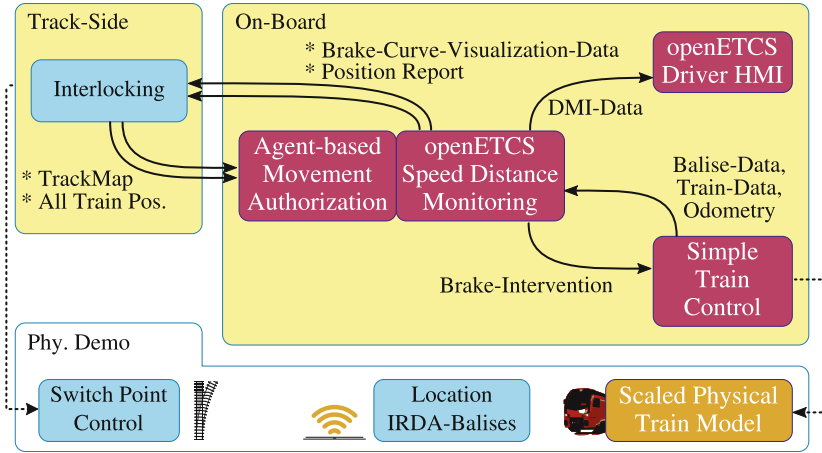 Track-Side
Interlocking
* TrackMap
* All Train Pos.
On-Board
* Brake-Curve-Visualization-Data
* Position Report
openETCS
Driver HMI
DMI-Data
Agent-based
Movement
Authorization
openETCS
Speed Distance
Monitoring
Balise-Data,
Train-Data,
Odometry
Brake-Intervention
Simple
Train
Control
Phy. Demo
Switch Point
Control
Location
IRDA-Balises
Scaled Physical
Train Model